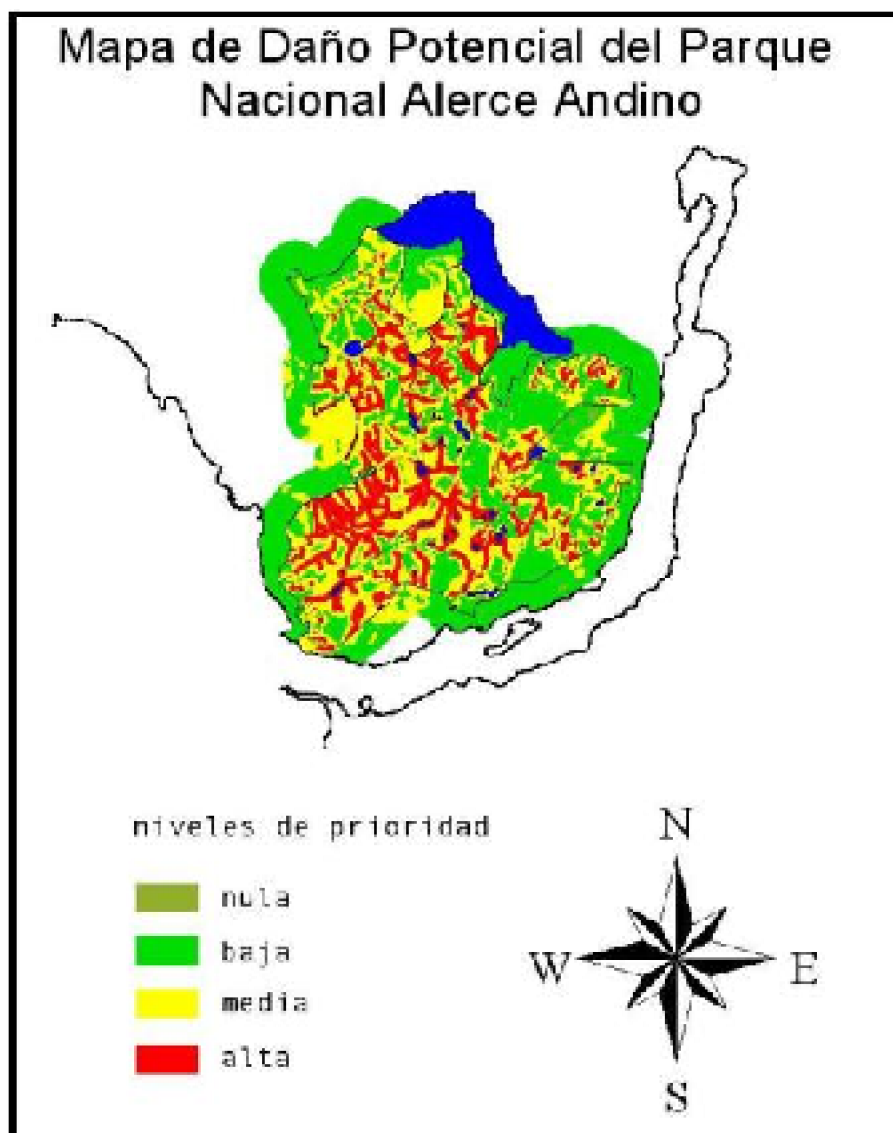 Mapa de Daño Potencial del Parque
Nacional Alerce Andino
niveles de prioridad
nula
baja
media
alta
N
W E
S